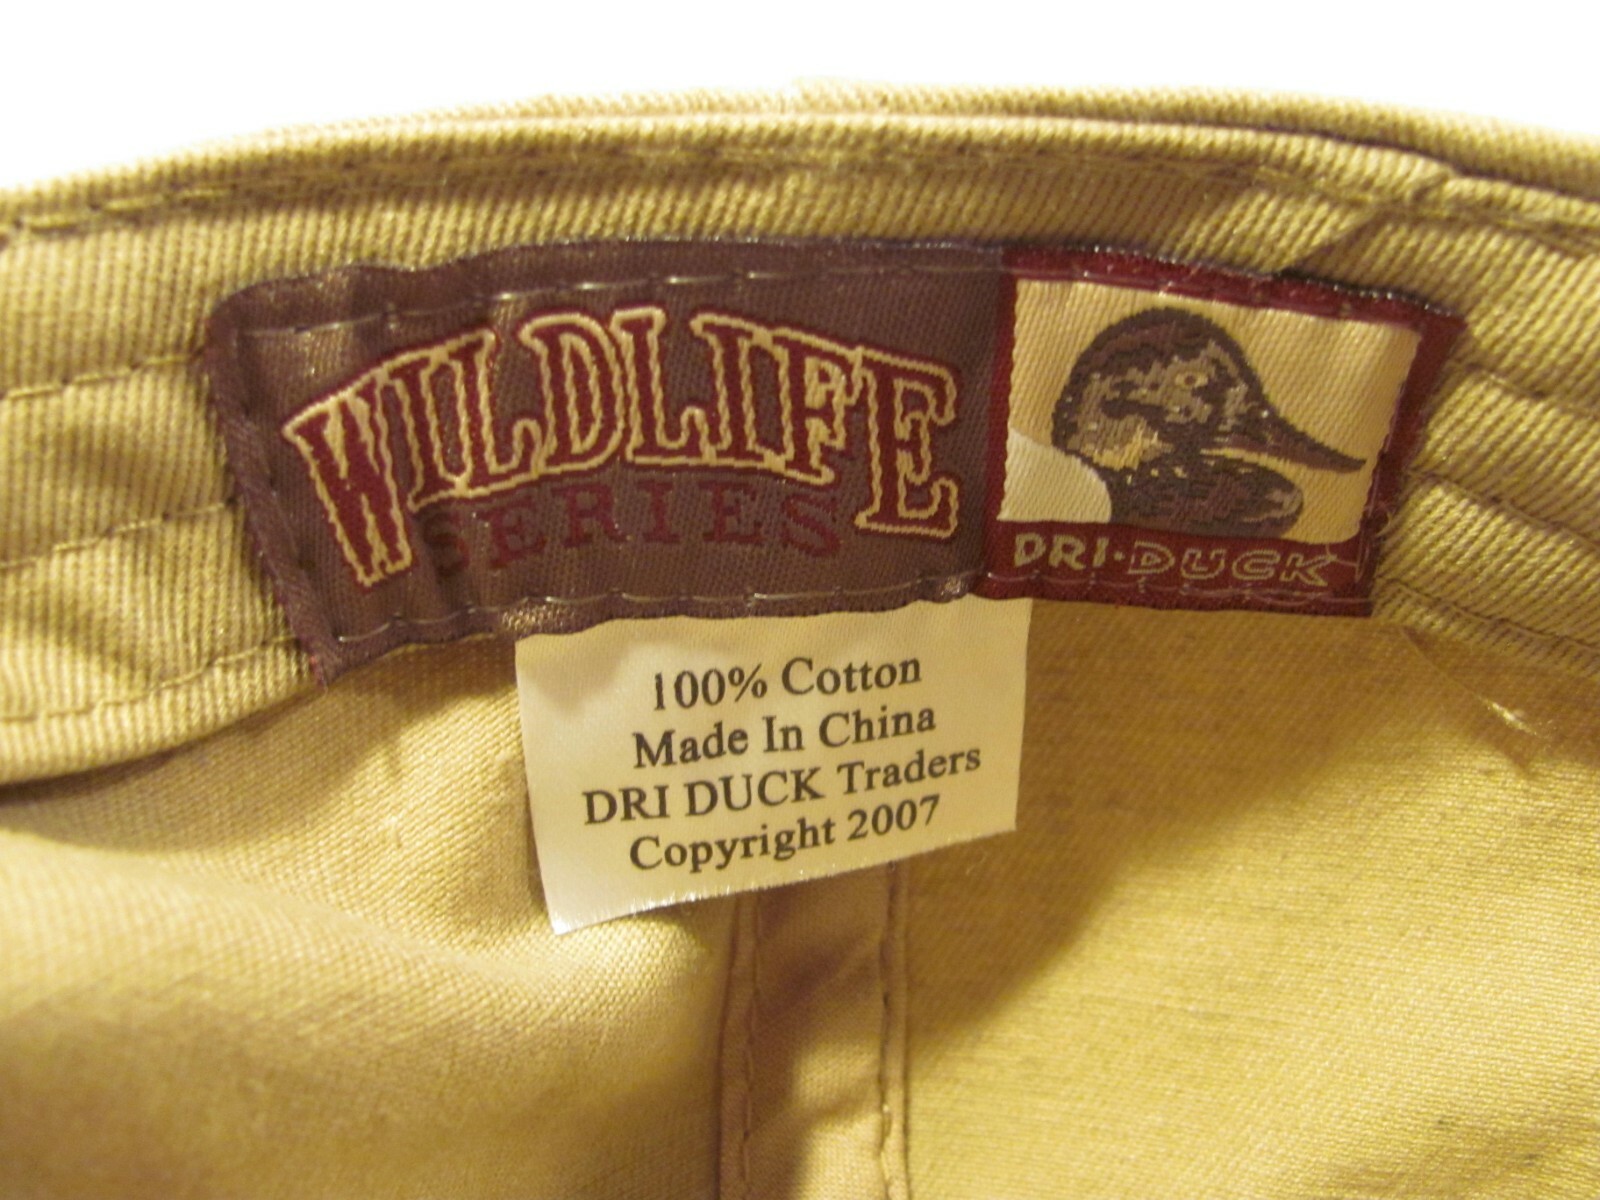 WILDLIFE
SERIES
DRI-DUCK
100% Cotton
Made In China
DRI DUCK Traders
Copyright 2007